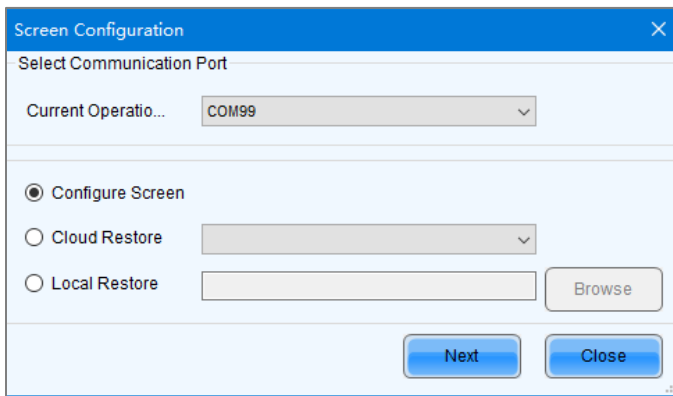 Screen Configuration
Select Communication Port
Current Operatio... COM99
Configure Screen
Cloud Restore
Local Restore Browse
Next Close